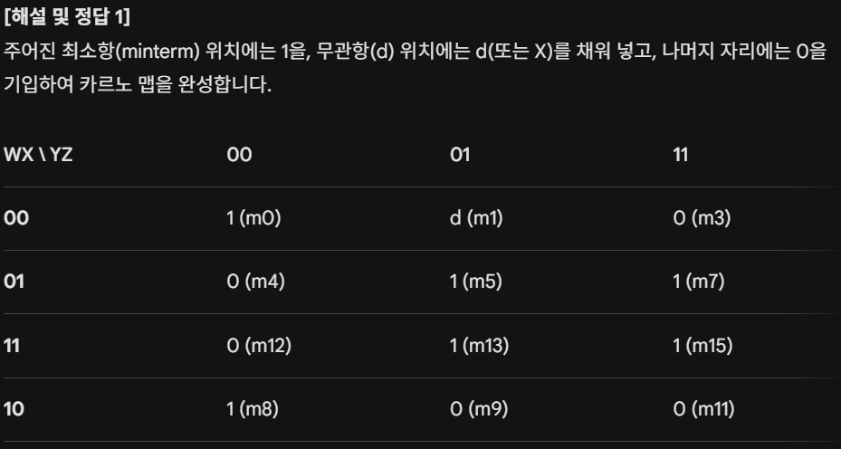 [해설 및 정답 1]
주어진 최소항(minterm) 위치에는 1을, 무관항(d) 위치에는 d(또는 X)를 채워 넣고, 나머지 자리에는 0을
기입하여 카르노 맵을 완성합니다.
WX \ YZ 00 01 11
00 1 (m0) d (m1) 0 (m3)
01 0 (m4) 1 (m5) 1 (m7)
11 0 (m12) 1 (m13) 1 (m15)
10 1 (m8) 0 (m9) 0 (m11)